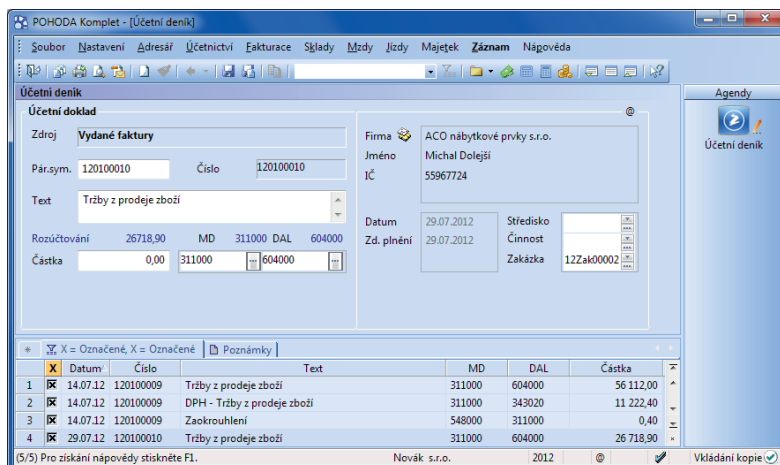 POHODA Komplet - [Účetní deník]
Soubor Nastavení Adresář Účetnictví Fakturace Sklady Mzdy Jízdy Majetek Záznam Nápověda
Účetní deník
Agendy
Účetní doklad @
Účetní deník
Zdroj Vydané faktury
Firma ACO nábytkové prvky s.r.o.
Jméno Michal Dolejší
Pár.sym. 120100010 Číslo 120100010
IČ 55967724
Text Tržby z prodeje zboží
Datum 29.07.2012 Středisko
Rozúčtování 26718,90 MD 311000 DAL 604000
Zd. plnění 29.07.2012 Činnost
Částka 0,00 311000 604000
Zakázka 12Zak00002
X = Označené, X = Označené Poznámky
X Datum Číslo Text MD DAL Částka
1 14.07.12 120100009 Tržby z prodeje zboží 311000 604000 56 112,00
2 14.07.12 120100009 DPH - Tržby z prodeje zboží 311000 343020 11 222,40
3 14.07.12 120100009 Zaokrouhlení 548000 311000 0,40
4 29.07.12 120100010 Tržby z prodeje zboží 311000 604000 26 718,90
(5/5) Pro získání nápovědy stiskněte F1. Novák s.r.o. 2012 @ Vkládání kopie